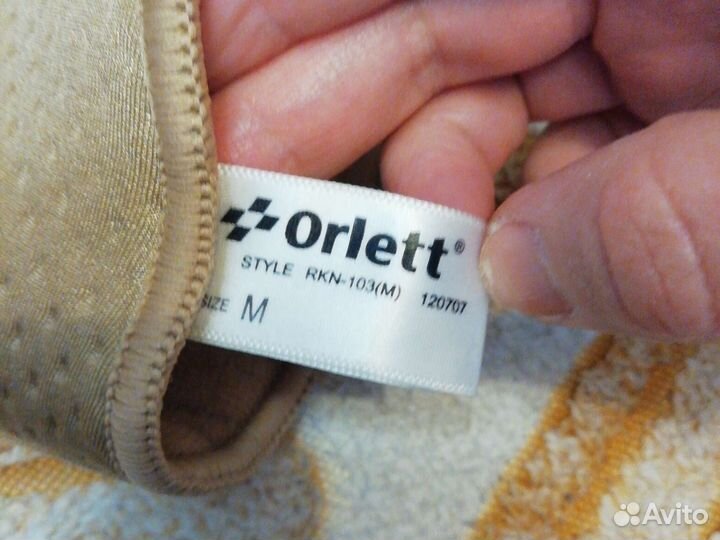 Orlett®
STYLE RKN-103(M) 120707
SIZE M
Avito